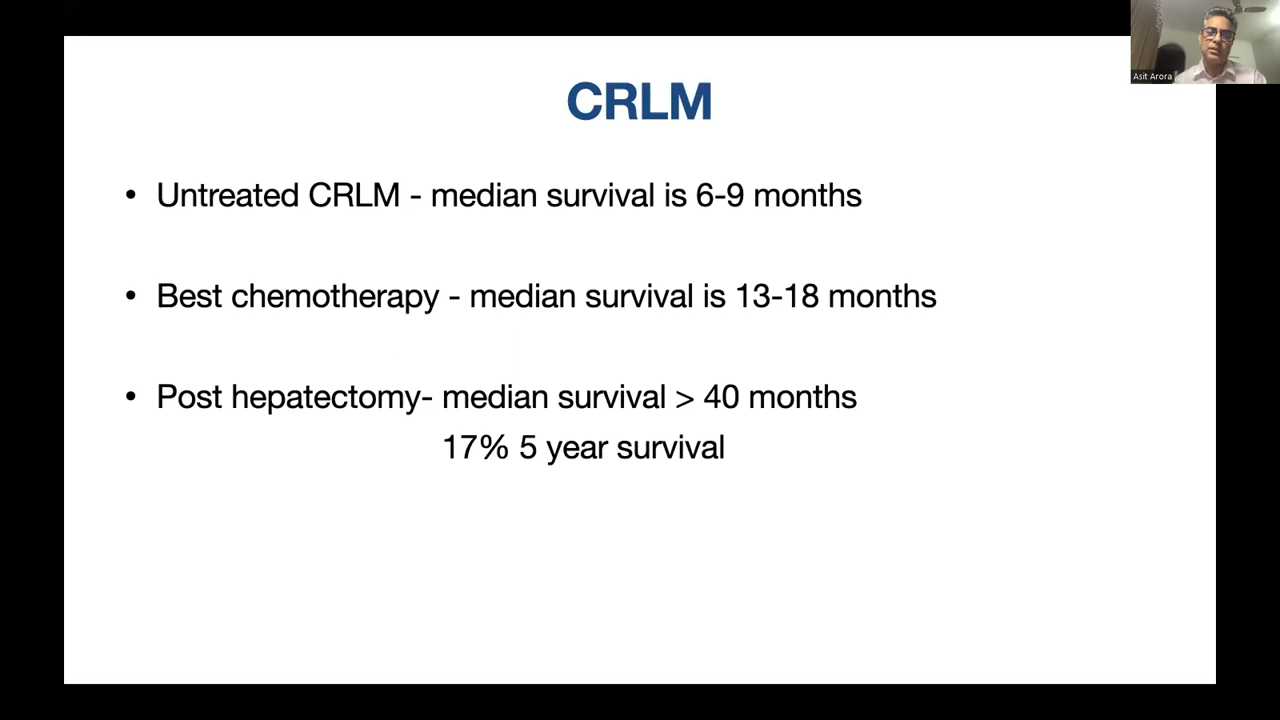 CRLM
Asit Arora
• Untreated CRLM - median survival is 6-9 months
• Best chemotherapy - median survival is 13-18 months
• Post hepatectomy- median survival > 40 months
17% 5 year survival